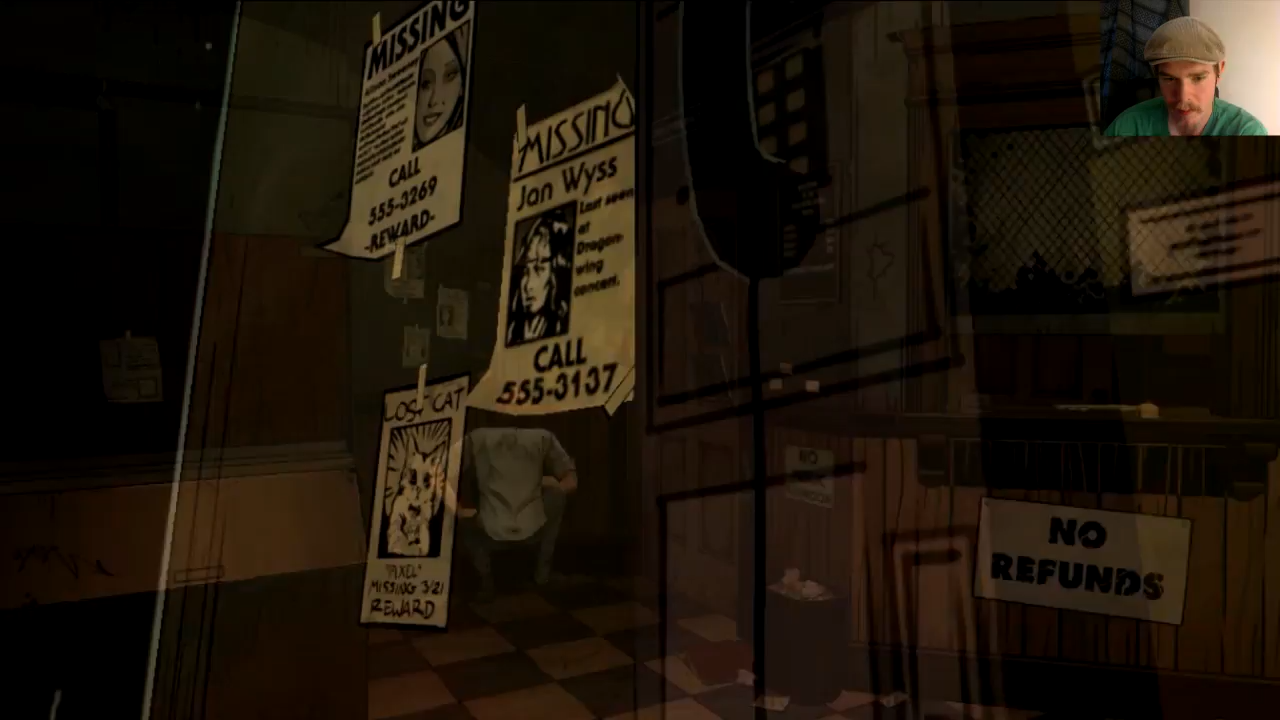 MISSING
CALL
555-3269
-REWARD-
MISSING
Jan Wyss
Last seen
at
Dragon-
wing
concert.
CALL
555-3137
LOST CAT
"PIXEL"
MISSING 3/21
REWARD
NO
NO
REFUNDS